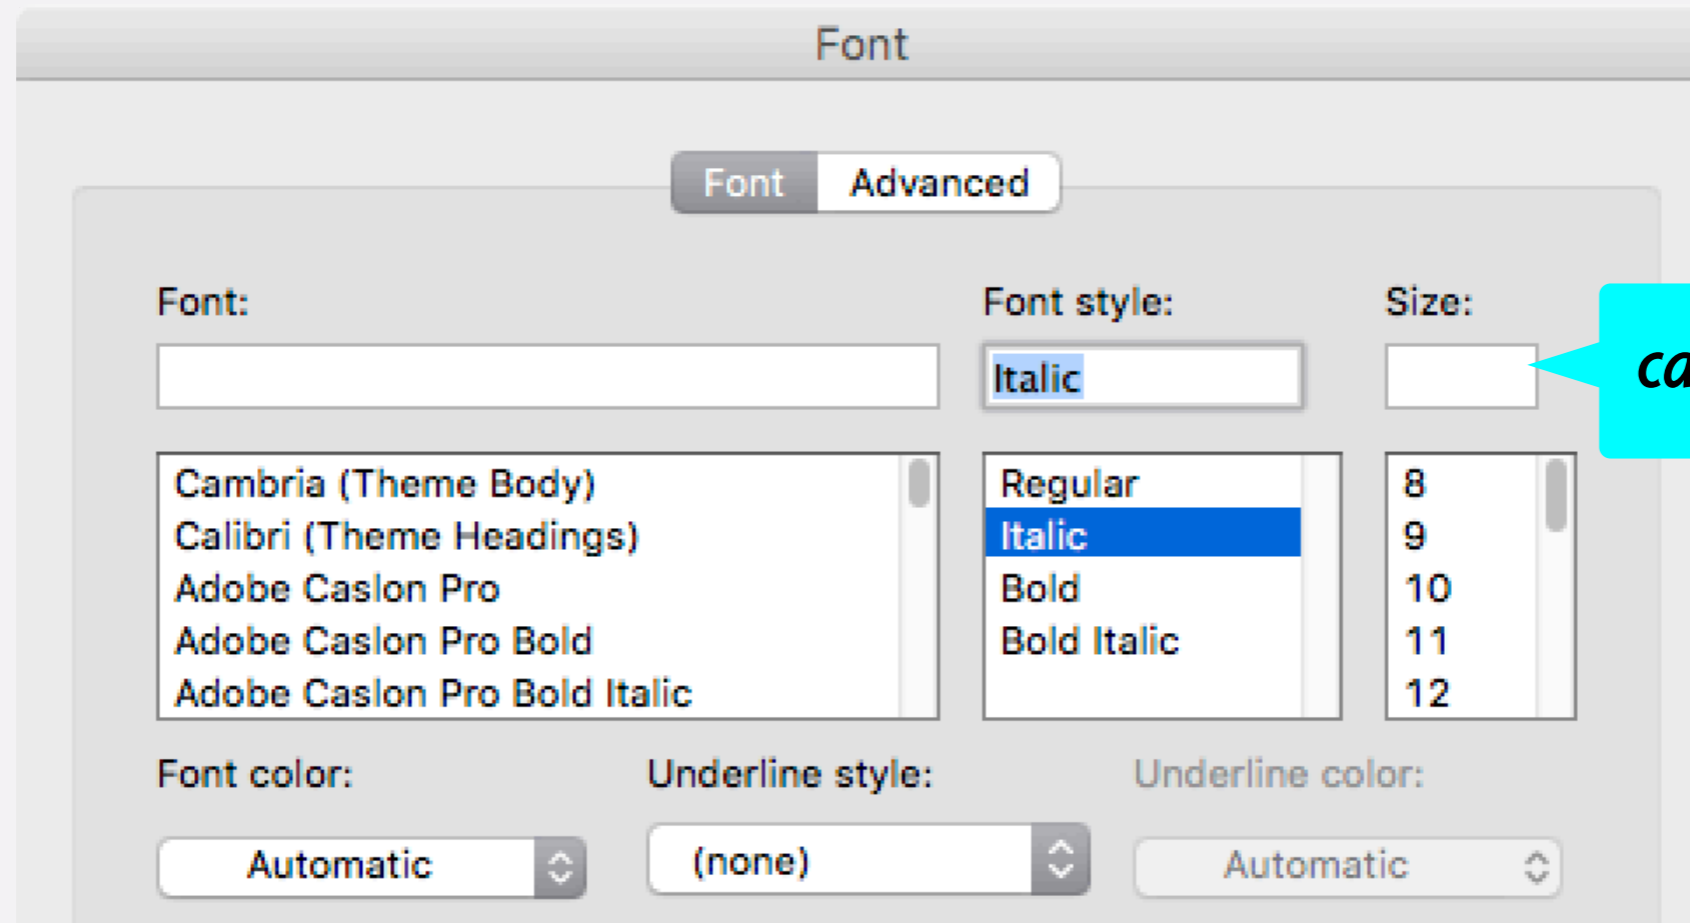 Font
Font Advanced
Font: Font style: Size:
Italic
Cambria (Theme Body) Regular 8
Calibri (Theme Headings) Italic 9
Adobe Caslon Pro Bold 10
Adobe Caslon Pro Bold Bold Italic 11
Adobe Caslon Pro Bold Italic 12
Font color: Underline style: Underline color:
Automatic (none) Automatic